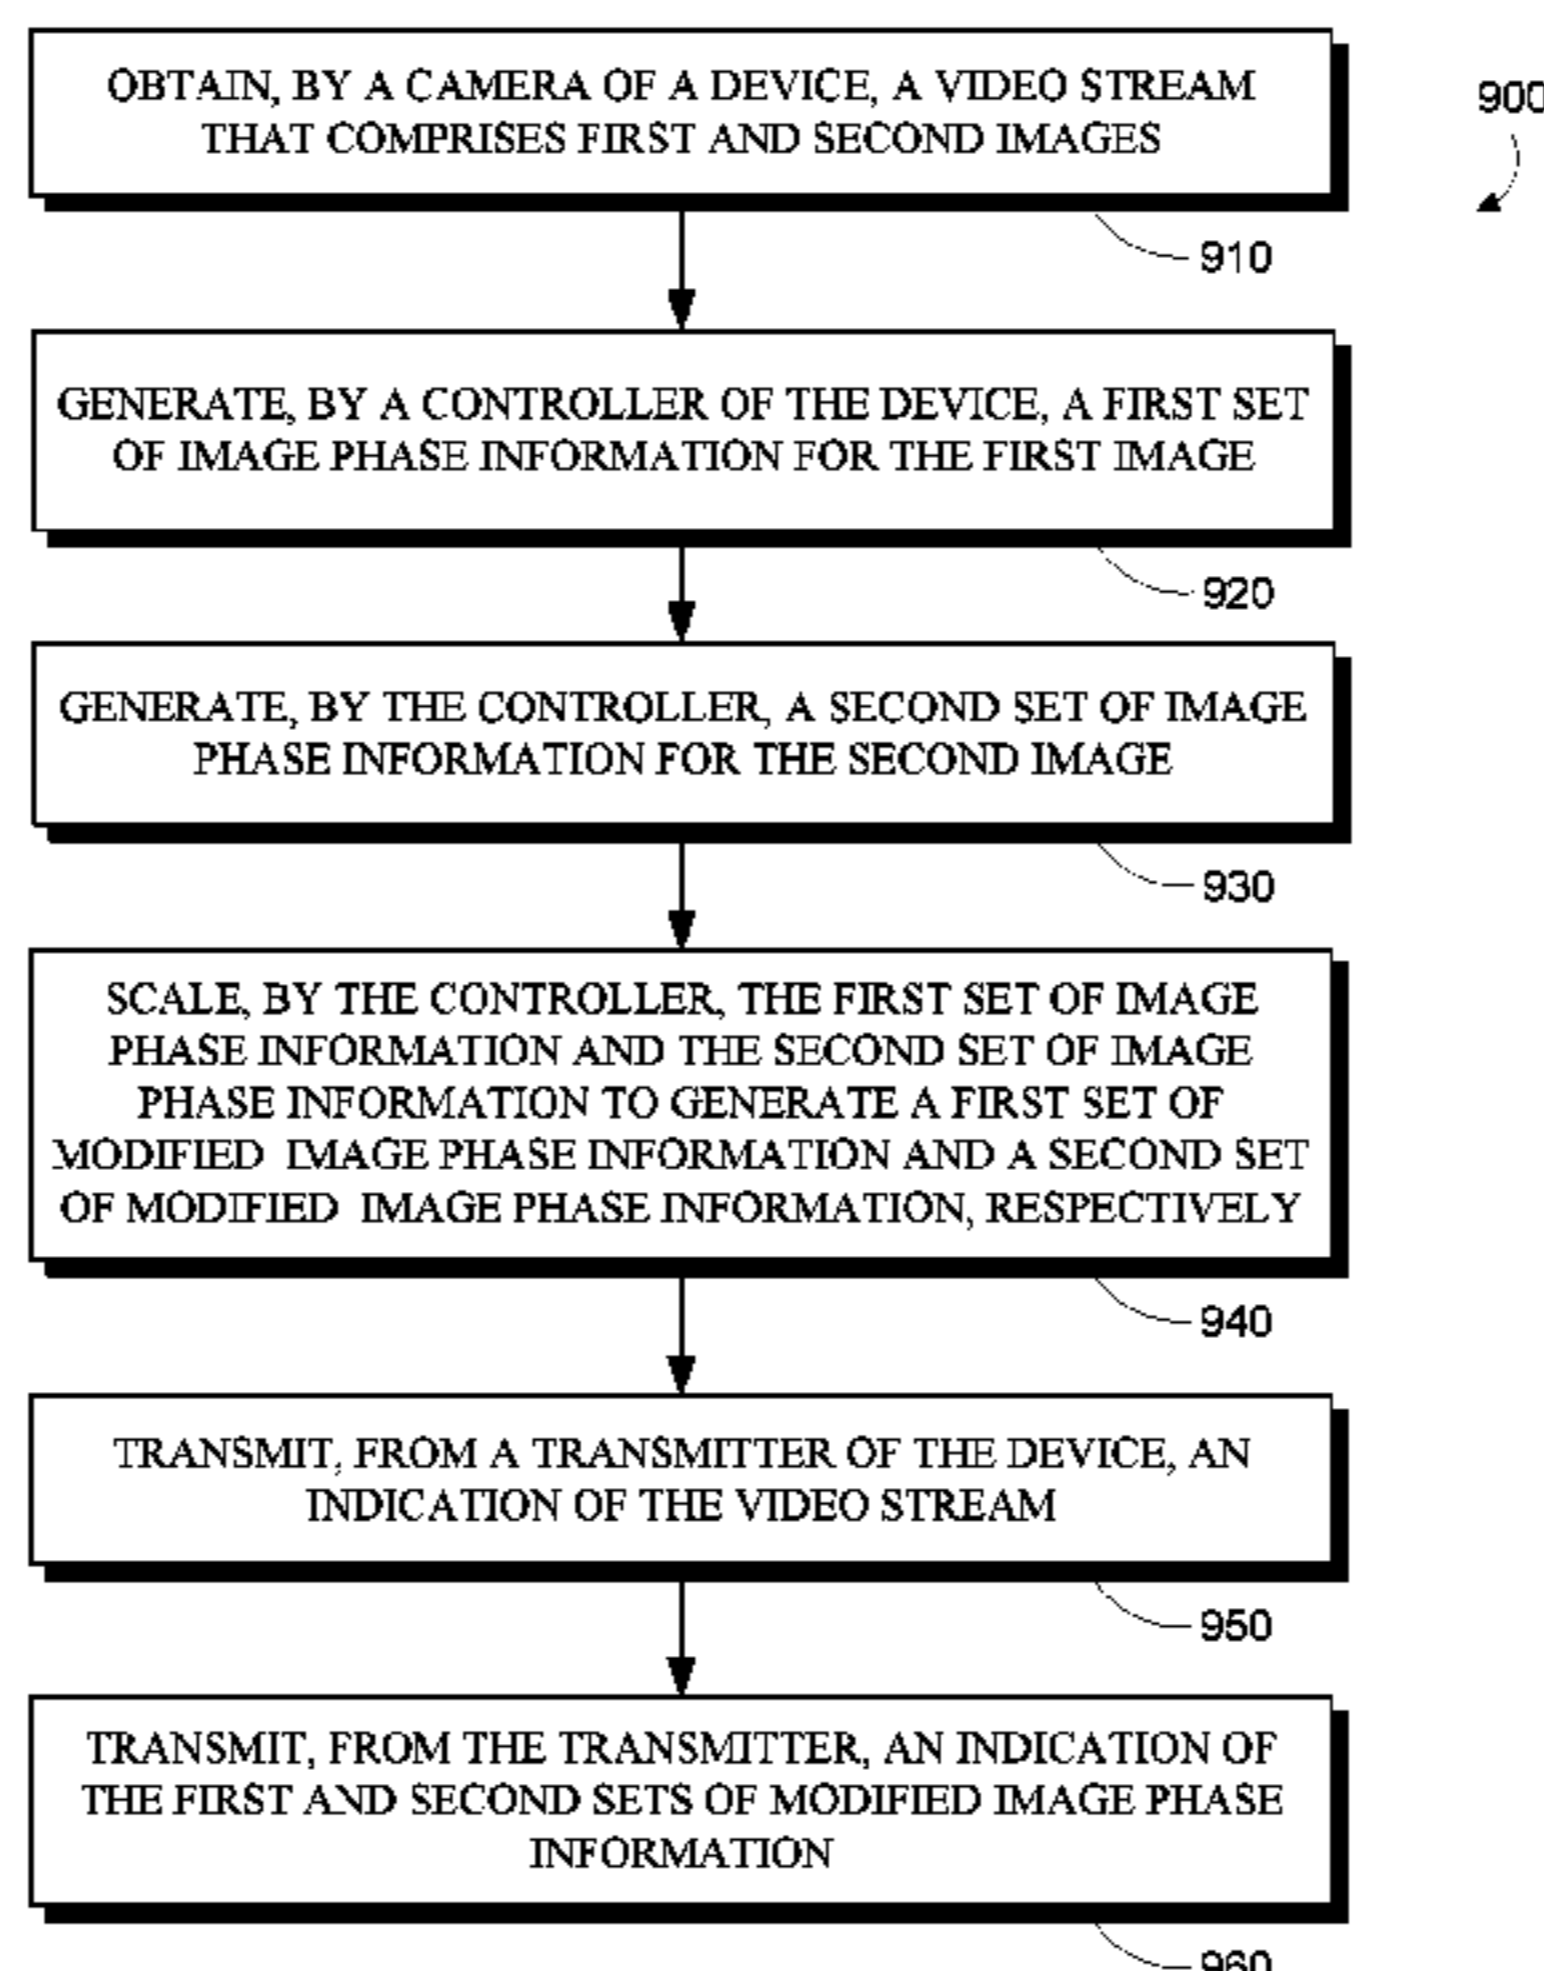 OBTAIN, BY A CAMERA OF A DEVICE, A VIDEO STREAM
THAT COMPRISES FIRST AND SECOND IMAGES
900
910
GENERATE, BY A CONTROLLER OF THE DEVICE, A FIRST SET
OF IMAGE PHASE INFORMATION FOR THE FIRST IMAGE
920
GENERATE, BY THE CONTROLLER, A SECOND SET OF IMAGE
PHASE INFORMATION FOR THE SECOND IMAGE
930
SCALE, BY THE CONTROLLER, THE FIRST SET OF IMAGE
PHASE INFORMATION AND THE SECOND SET OF IMAGE
PHASE INFORMATION TO GENERATE A FIRST SET OF
MODIFIED IMAGE PHASE INFORMATION AND A SECOND SET
OF MODIFIED IMAGE PHASE INFORMATION, RESPECTIVELY
940
TRANSMIT, FROM A TRANSMITTER OF THE DEVICE, AN
INDICATION OF THE VIDEO STREAM
950
TRANSMIT, FROM THE TRANSMITTER, AN INDICATION OF
THE FIRST AND SECOND SETS OF MODIFIED IMAGE PHASE
INFORMATION
960